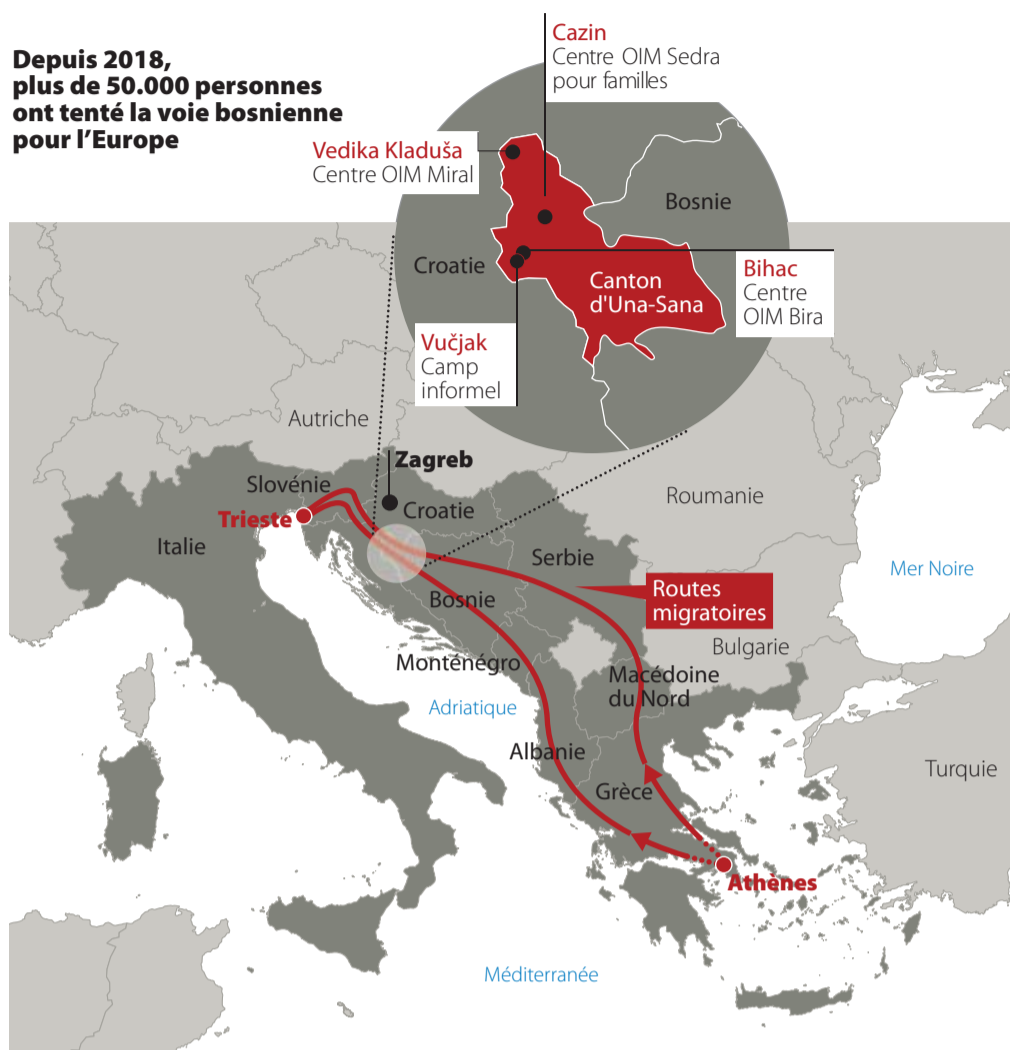 Depuis 2018,
plus de 50.000 personnes
ont tenté la voie bosnienne
pour l'Europe
Cazin
Centre OIM Sedra
pour familles
Vedika Kladuša
Centre OIM Miral
Bosnie
Croatie
Canton
d'Una-Sana
Bihac
Centre
OIM Bira
Vučjak
Camp
informel
Autriche
Zagreb
Slovénie
Croatie
Roumanie
Trieste
Italie
Serbie
Mer Noire
Routes
migratoires
Bosnie
Bulgarie
Monténégro
Macédoine
du Nord
Adriatique
Albanie
Turquie
Grèce
Athènes
Méditerranée